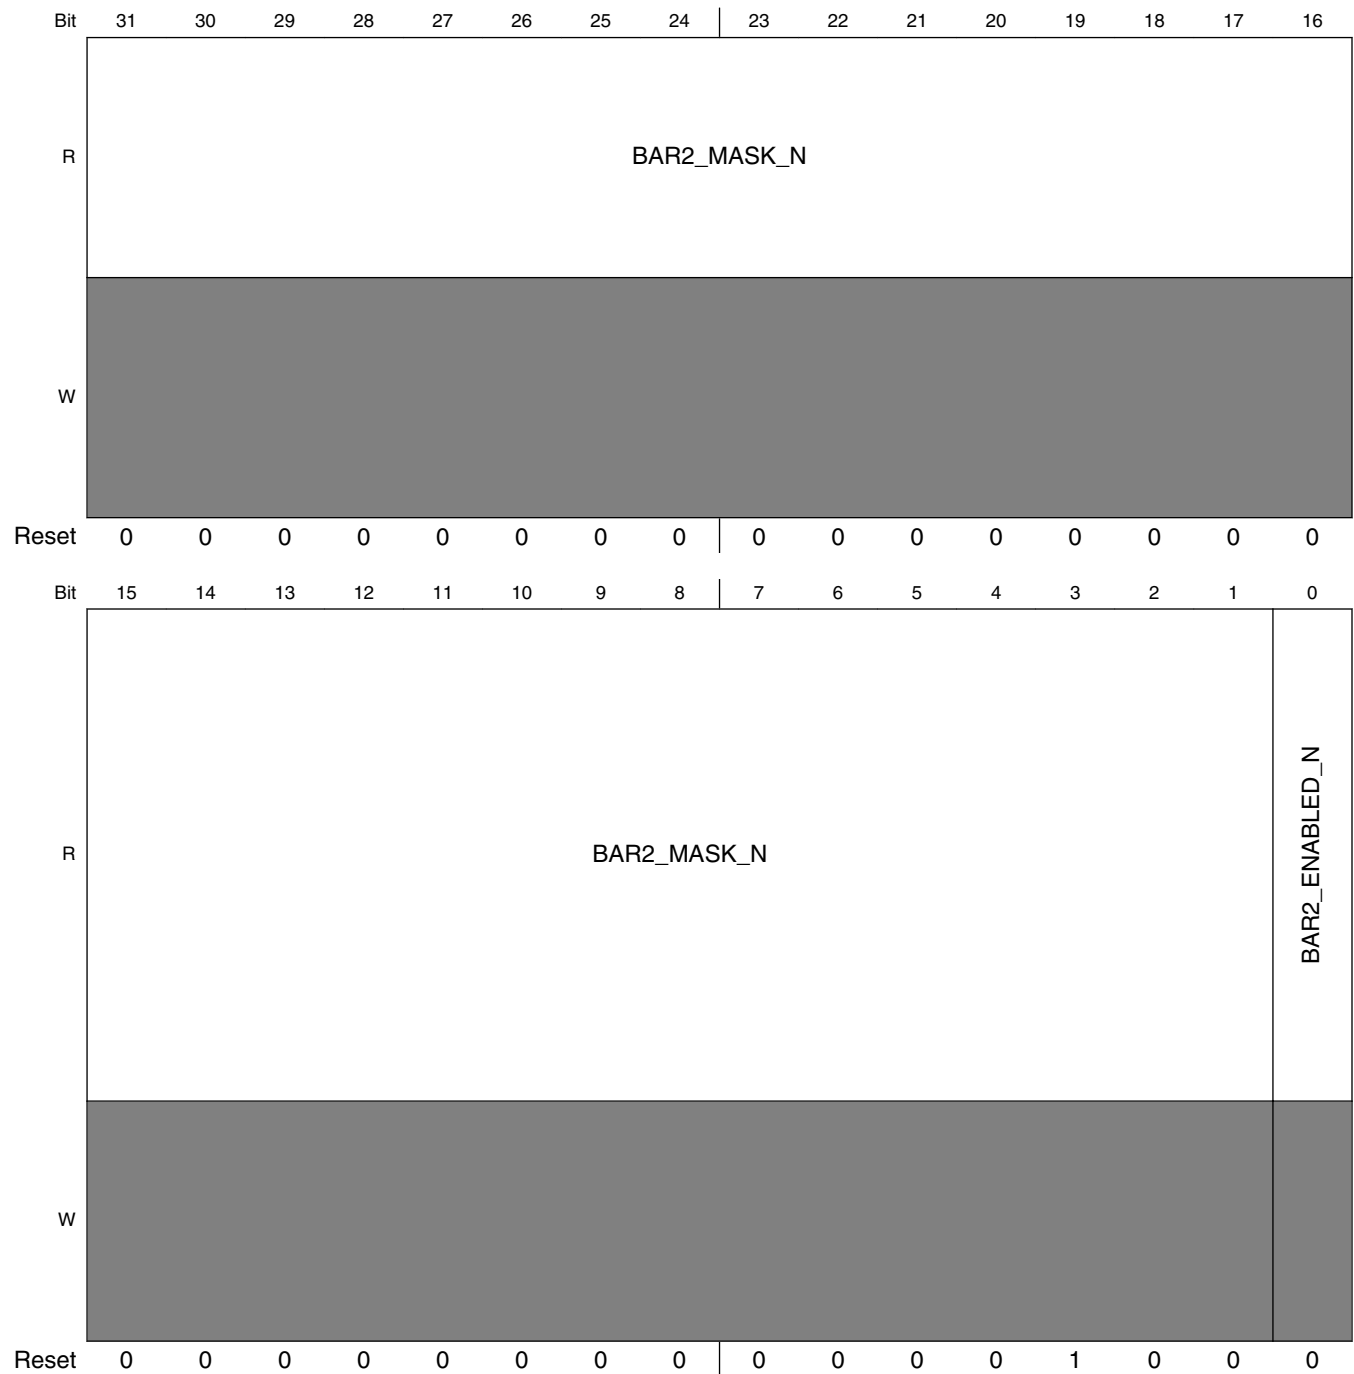 Bit 31 30 29 28 27 26 25 24 23 22 21 20 19 18 17 16
R BAR2_MASK_N
W
Reset 0 0 0 0 0 0 0 0 0 0 0 0 0 0 0 0
Bit 15 14 13 12 11 10 9 8 7 6 5 4 3 2 1 0
R BAR2_MASK_N BAR2_ENABLED_N
W
Reset 0 0 0 0 0 0 0 0 0 0 0 0 1 0 0 0